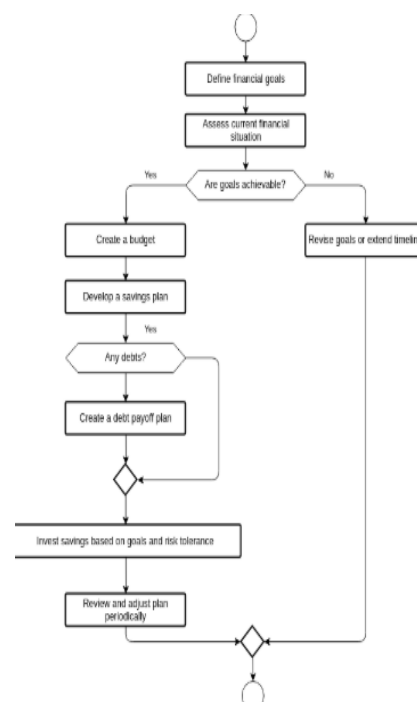 Define financial goals
Assess current financial
situation
Yes
Are goals achievable?
No
Create a budget
Revise goals or extend timelin
Develop a savings plan
Yes
Any debts?
Create a debt payoff plan
Invest savings based on goals and risk tolerance
Review and adjust plan
periodically